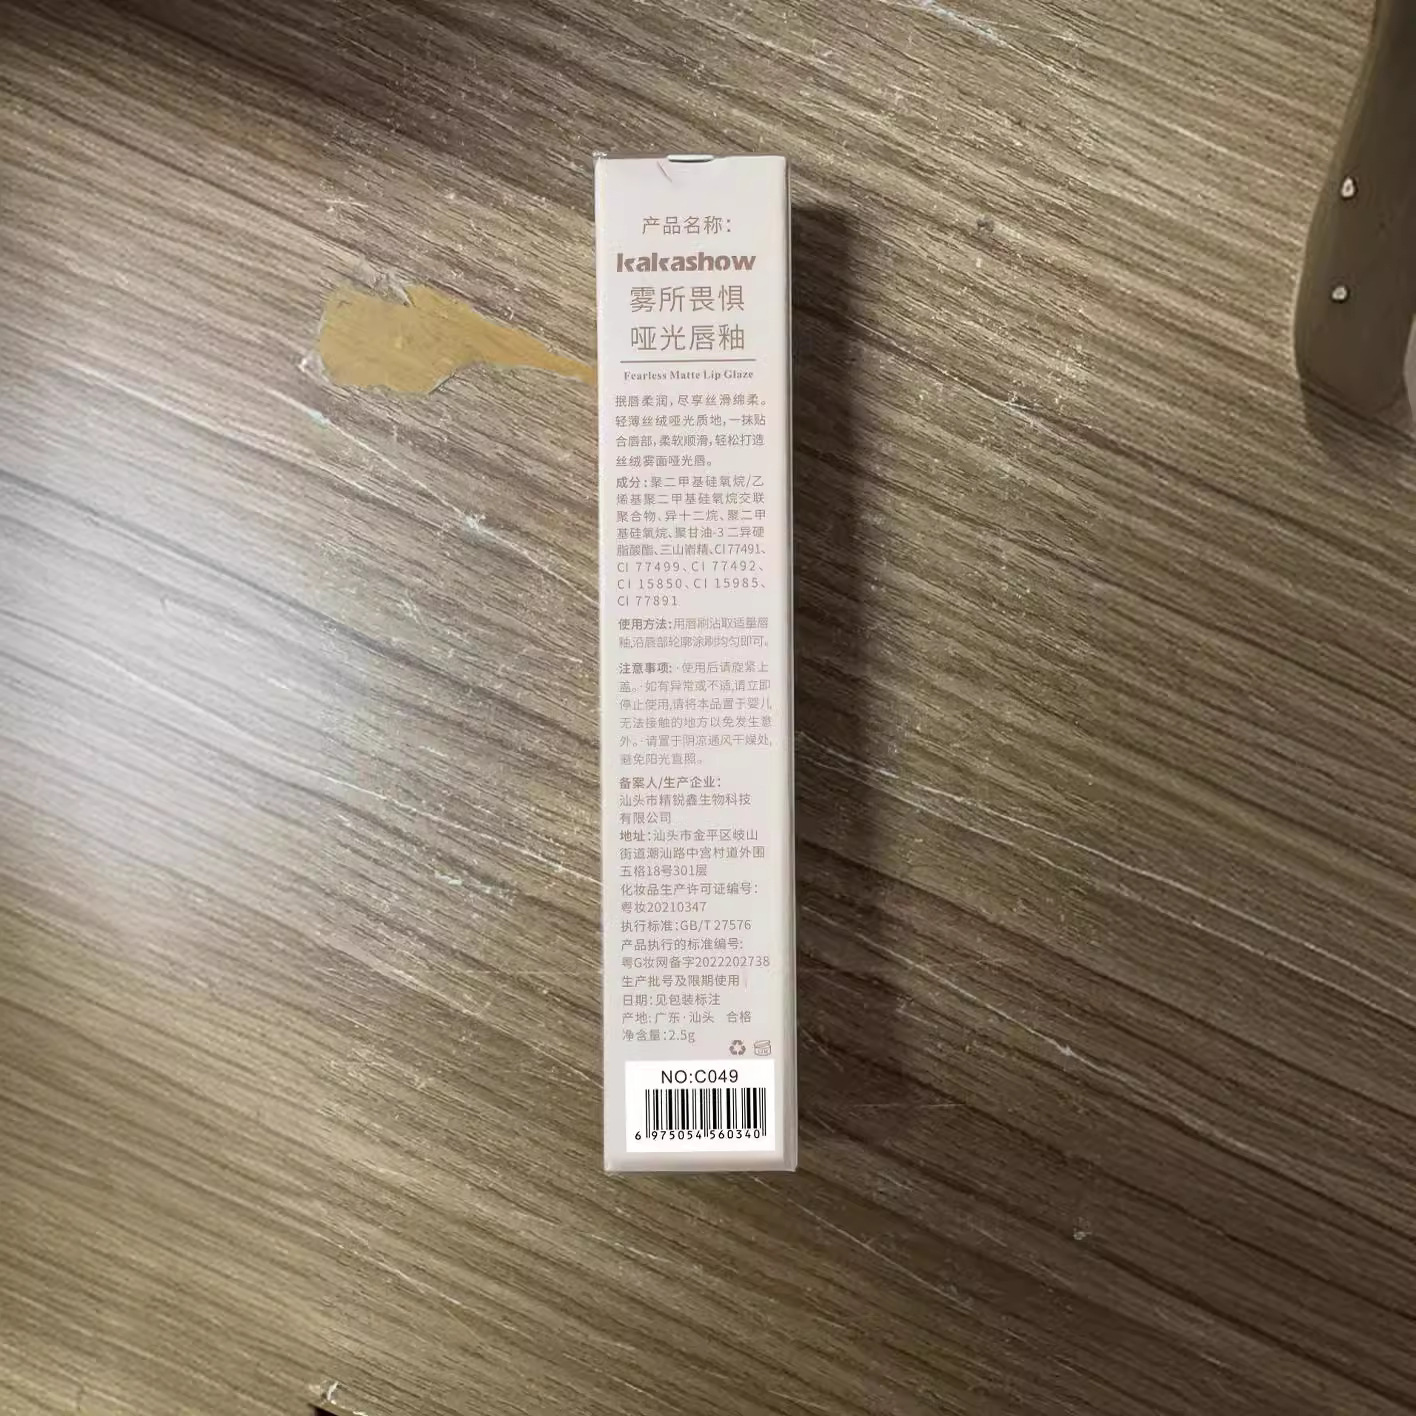 产品名称：
kakashow
雾所畏惧
哑光唇釉
Fearless Matte Lip Glaze
抿唇柔润，尽享丝滑绵柔。
轻薄丝绒哑光质地，一抹贴
合唇部，柔软顺滑，轻松打造
丝绒雾面哑光唇。
成分：聚二甲基硅氧烷/乙
烯基聚二甲基硅氧烷交联
聚合物、异十二烷、聚二甲
基硅氧烷、聚甘油-3 二异硬
脂酸酯、三山嵛精、CI 77491、
CI 77499、CI 77492、
CI 15850、CI 15985、
CI 77891
使用方法：用唇刷沾取适量唇
釉,沿唇部轮廓涂刷均匀即可。
注意事项：·使用后请旋紧上
盖。·如有异常或不适,请立即
停止使用,请将本品置于婴儿
无法接触的地方以免发生意
外。·请置于阴凉通风干燥处,
避免阳光直照。
备案人/生产企业：
汕头市精锐鑫生物科技
有限公司
地址：汕头市金平区岐山
街道潮汕路中宫村道外围
五格18号301层
化妆品生产许可证编号：
粤妆20210347
执行标准：GB/T 27576
产品执行的标准编号：
粤G妆网备字2022202738
生产批号及限期使用
日期：见包装标注
产地：广东·汕头 合格
净含量：2.5g
NO:C049
6 975054 560340